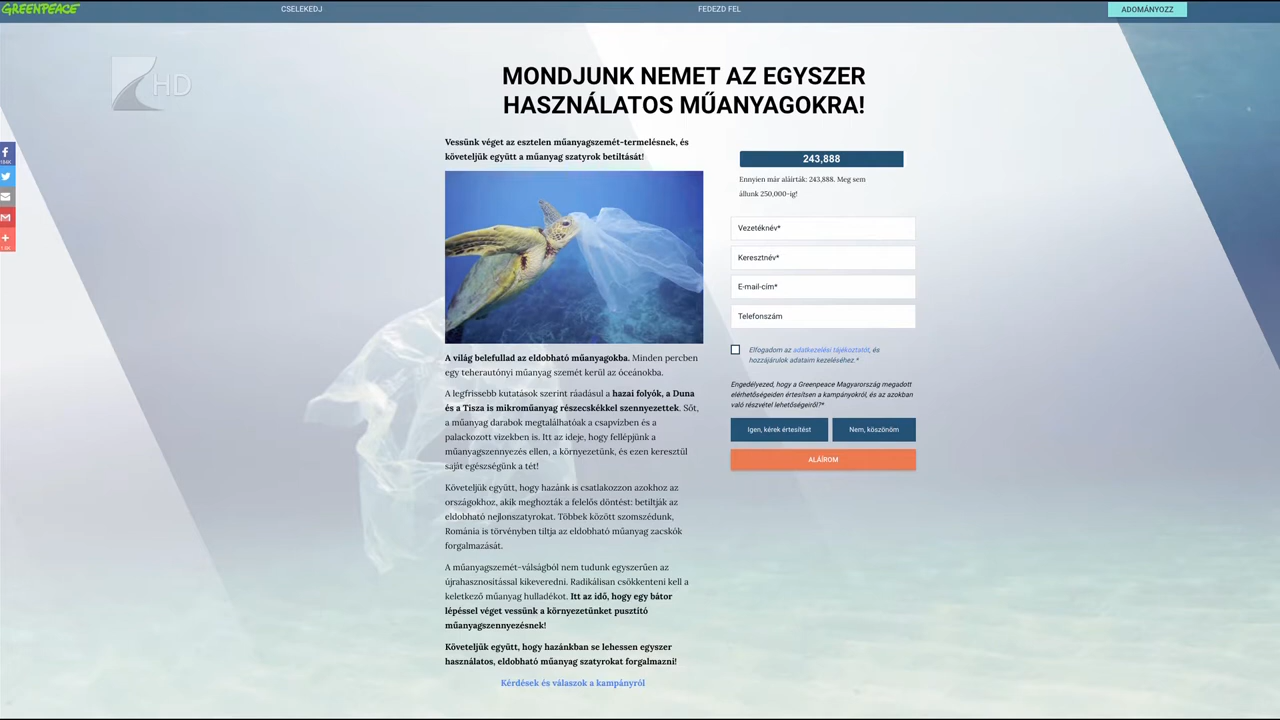 GREENPEACE
CSELEKEDJ
FEDEZD FEL
ADOMÁNYOZZ
HD
MONDJUNK NEMET AZ EGYSZER
HASZNÁLATOS MŰANYAGOKRA!
Vessünk véget az esztelen műanyagszemét-termelésnek, és
követeljük együtt a műanyag szatyrok betiltását!
A világ belefullad az eldobható műanyagokba. Minden percben
egy teherautónyi műanyag szemét kerül az óceánokba.
A legfrissebb kutatások szerint ráadásul a hazai folyók, a Duna
és a Tisza is mikroműanyag részecskékkel szennyezettek. Sőt,
a műanyag darabok megtalálhatóak a csapvízben és a
palackozott vizekben is. Itt az ideje, hogy fellépjünk a
műanyagszennyezés ellen, a környezetünk, és ezen keresztül
saját egészségünk a tét!
Követeljük együtt, hogy hazánk is csatlakozzon azokhoz az
országokhoz, akik meghozták a felelős döntést: betiltják az
eldobható nejlonszatyrokat. Többek között szomszédunk,
Románia is törvényben tiltja az eldobható műanyag zacskók
forgalmazását.
A műanyagszemét-válságból nem tudunk egyszerűen az
újrahasznosítással kikeveredni. Radikálisan csökkenteni kell a
keletkező műanyag hulladékot. Itt az idő, hogy egy bátor
lépéssel véget vessünk a környezetünket pusztító
műanyagszennyezésnek!
Követeljük együtt, hogy hazánkban se lehessen egyszer
használatos, eldobható műanyag szatyrokat forgalmazni!
Kérdések és válaszok a kampányról
243,888
Ennyien már aláírták: 243,888. Meg sem
állunk 250,000-ig!
Vezetéknév*
Keresztnév*
E-mail-cím*
Telefonszám
Elfogadom az adatkezelési tájékoztatót, és
hozzájárulok adataim kezeléséhez.*
Engedélyezed, hogy a Greenpeace Magyarország megadott
elérhetőségeiden értesítsen a kampányokról, és az azokban
való részvétel lehetőségeiről?*
Igen, kérek értesítést
Nem, köszönöm
ALÁÍROM